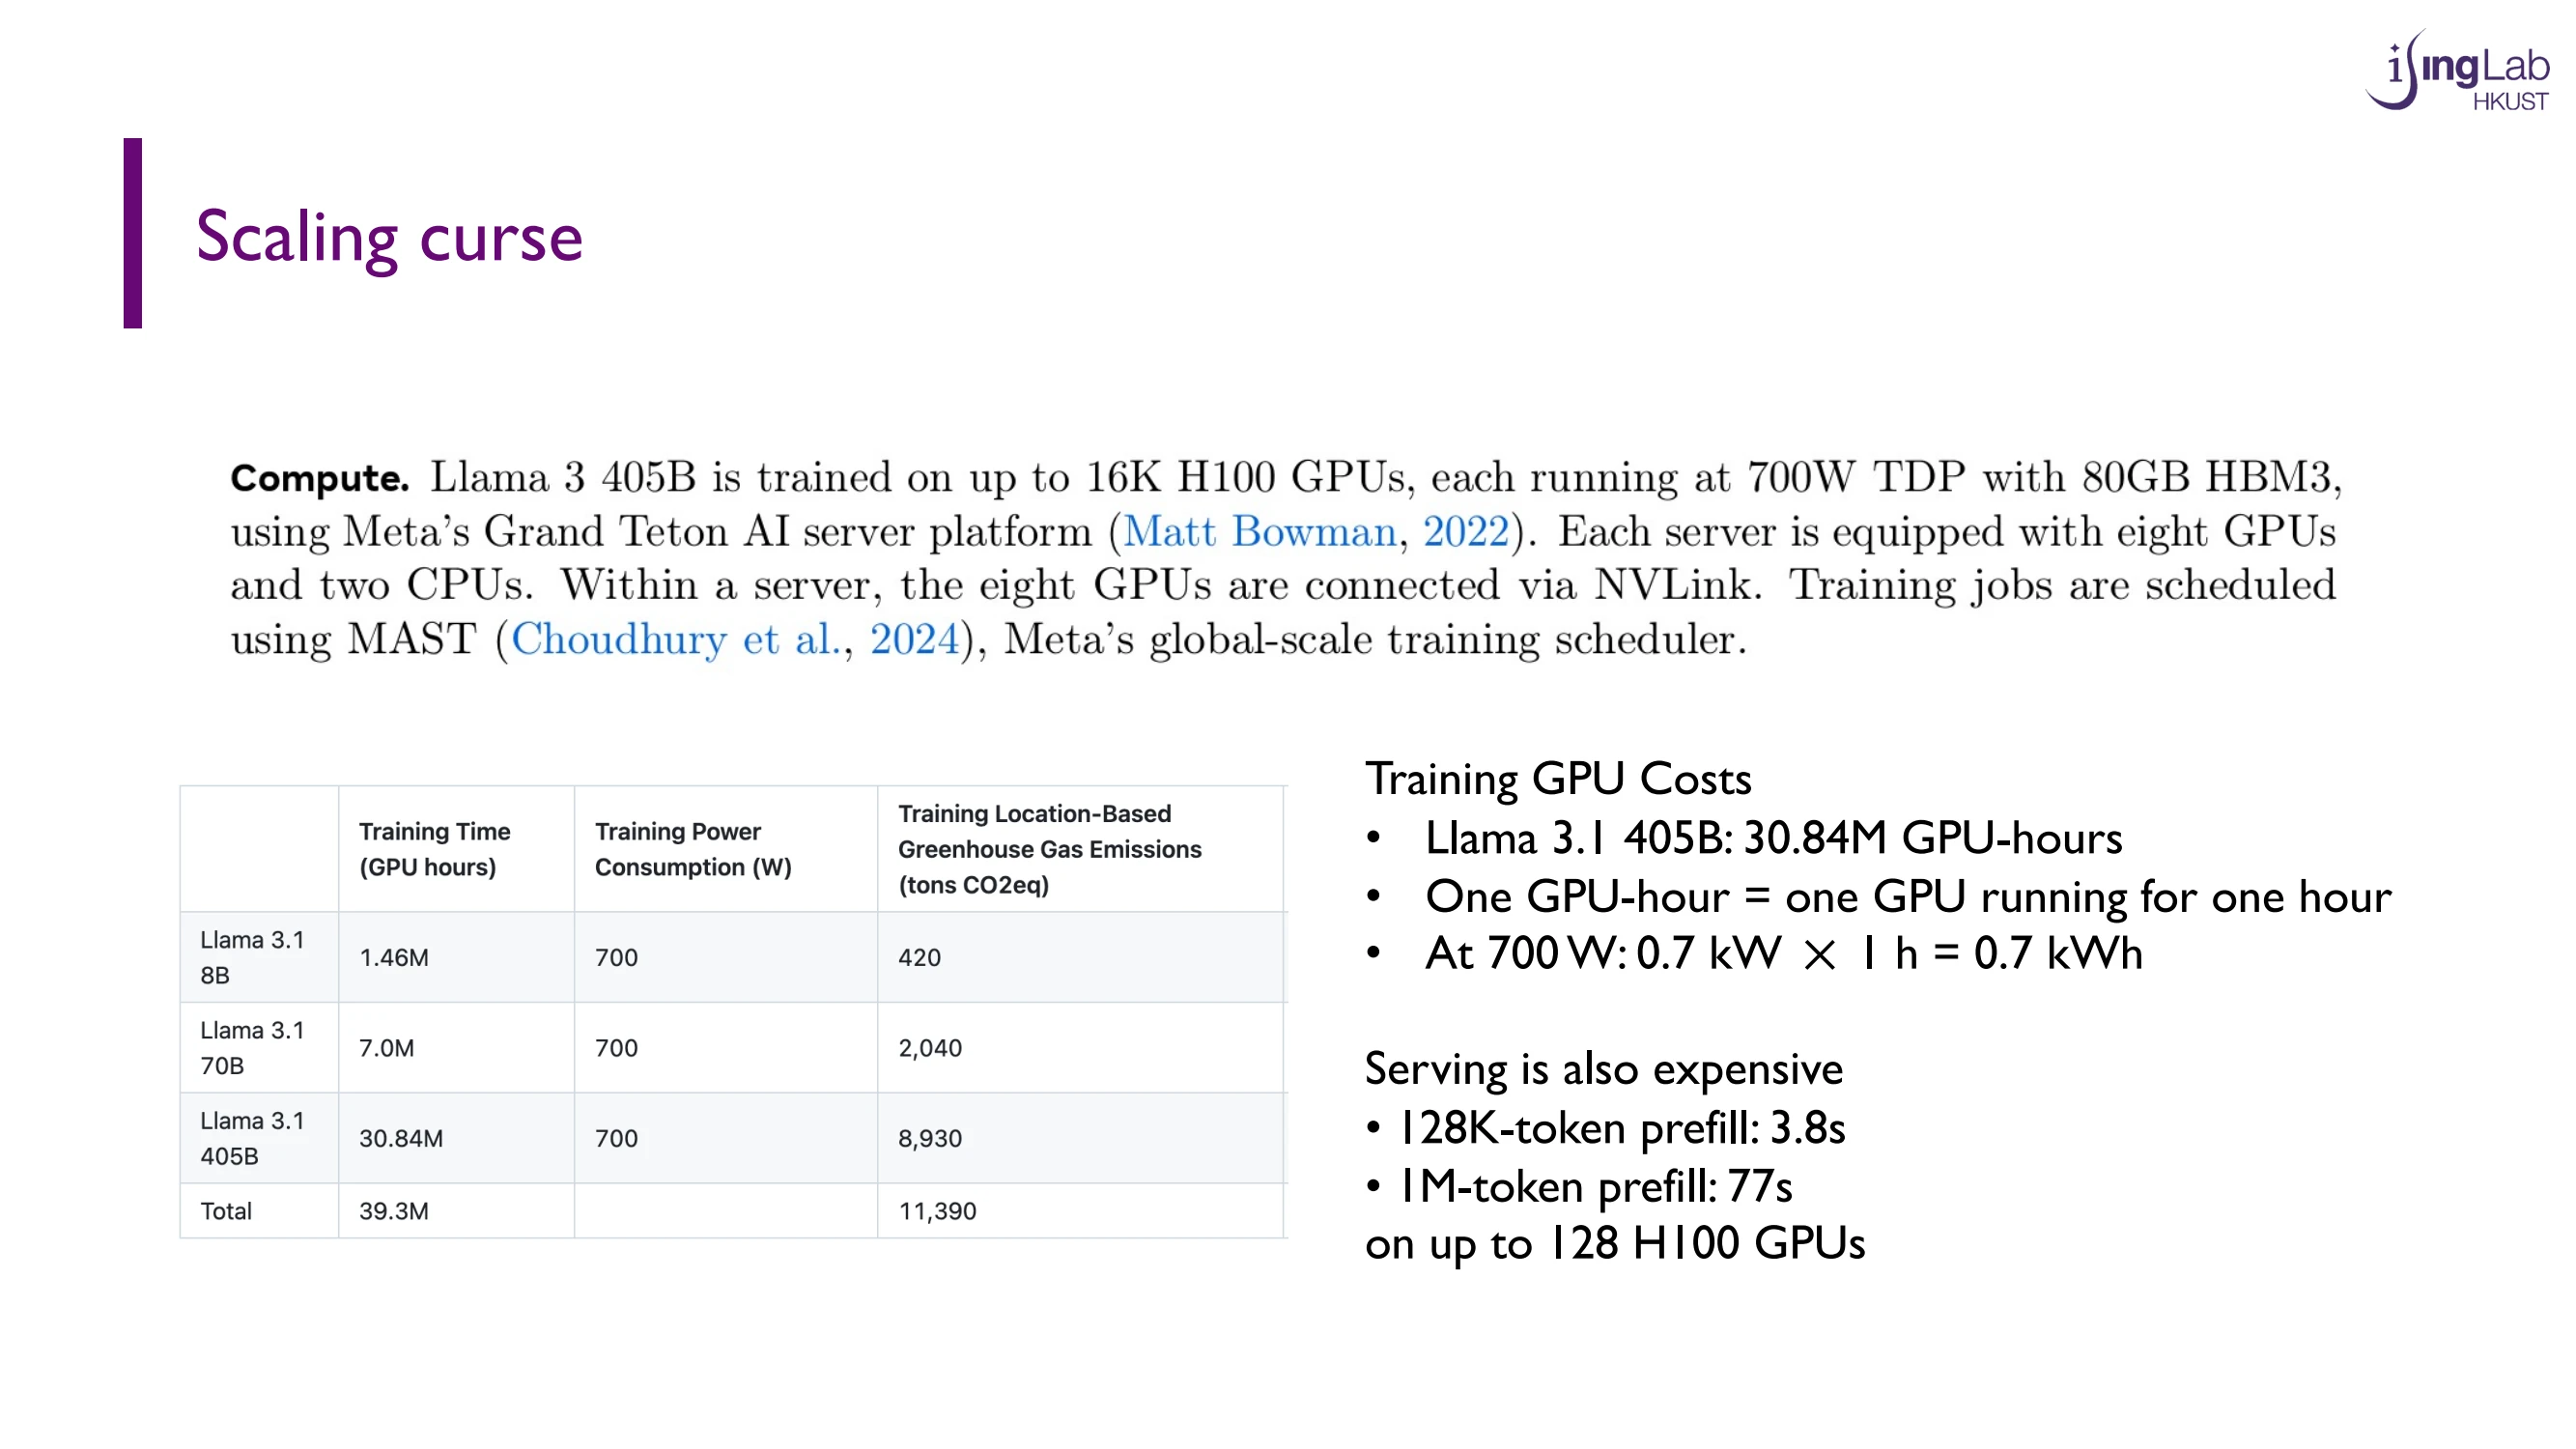 iSingLab
HKUST
Scaling curse
Compute. Llama 3 405B is trained on up to 16K H100 GPUs, each running at 700W TDP with 80GB HBM3,
using Meta's Grand Teton AI server platform (Matt Bowman, 2022). Each server is equipped with eight GPUs
and two CPUs. Within a server, the eight GPUs are connected via NVLink. Training jobs are scheduled
using MAST (Choudhury et al., 2024), Meta's global-scale training scheduler.
Training Time
(GPU hours)
Training Power
Consumption (W)
Training Location-Based
Greenhouse Gas Emissions
(tons CO2eq)
Llama 3.1
8B
1.46M
700
420
Llama 3.1
70B
7.0M
700
2,040
Llama 3.1
405B
30.84M
700
8,930
Total
39.3M
11,390
Training GPU Costs
• Llama 3.1 405B: 30.84M GPU-hours
• One GPU-hour = one GPU running for one hour
• At 700 W: 0.7 kW × 1 h = 0.7 kWh
Serving is also expensive
• 128K-token prefill: 3.8s
• 1M-token prefill: 77s
on up to 128 H100 GPUs